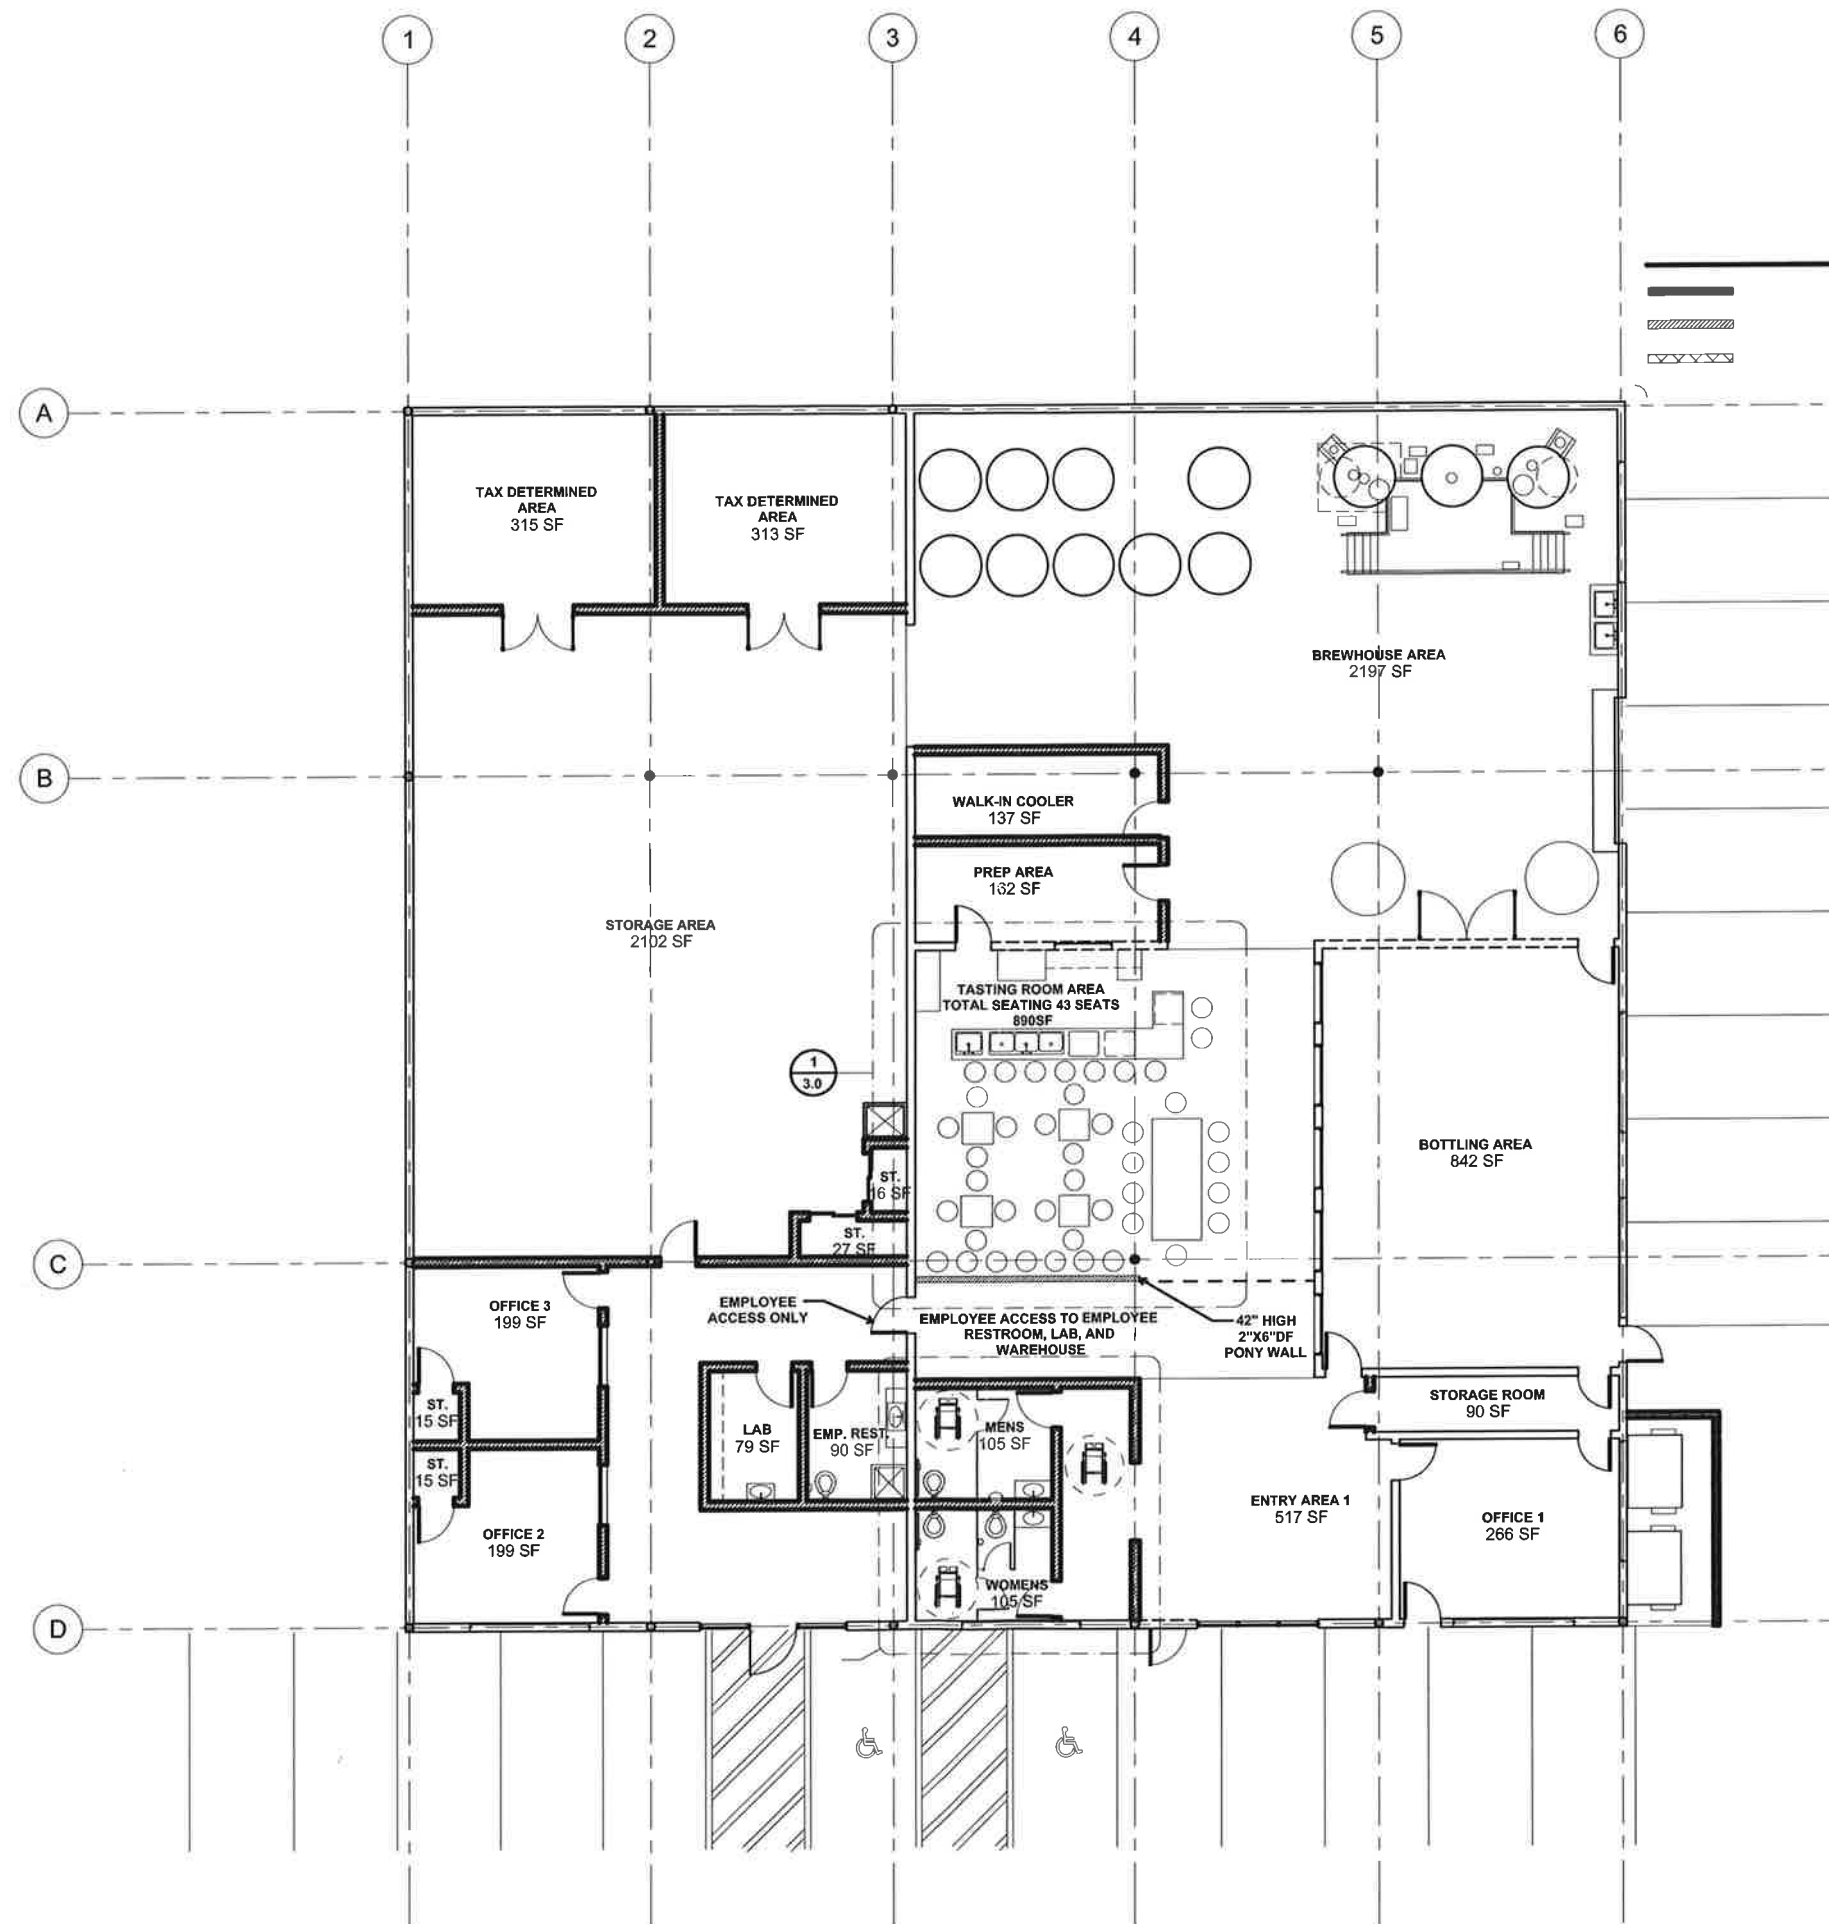 1
2
3
4
5
6
A
B
C
D
TAX DETERMINED
AREA
315 SF
TAX DETERMINED
AREA
313 SF
BREWHOUSE AREA
2197 SF
WALK-IN COOLER
137 SF
PREP AREA
162 SF
STORAGE AREA
2102 SF
TASTING ROOM AREA
TOTAL SEATING 43 SEATS
890SF
1
3.0
BOTTLING AREA
842 SF
ST.
16 SF
ST.
27 SF
OFFICE 3
199 SF
EMPLOYEE
ACCESS ONLY
EMPLOYEE ACCESS TO EMPLOYEE
RESTROOM, LAB, AND
WAREHOUSE
42" HIGH
2"X6"DF
PONY WALL
ST.
15 SF
LAB
79 SF
EMP. REST.
90 SF
MENS
105 SF
STORAGE ROOM
90 SF
ST.
15 SF
OFFICE 2
199 SF
ENTRY AREA 1
517 SF
OFFICE 1
266 SF
WOMENS
105 SF